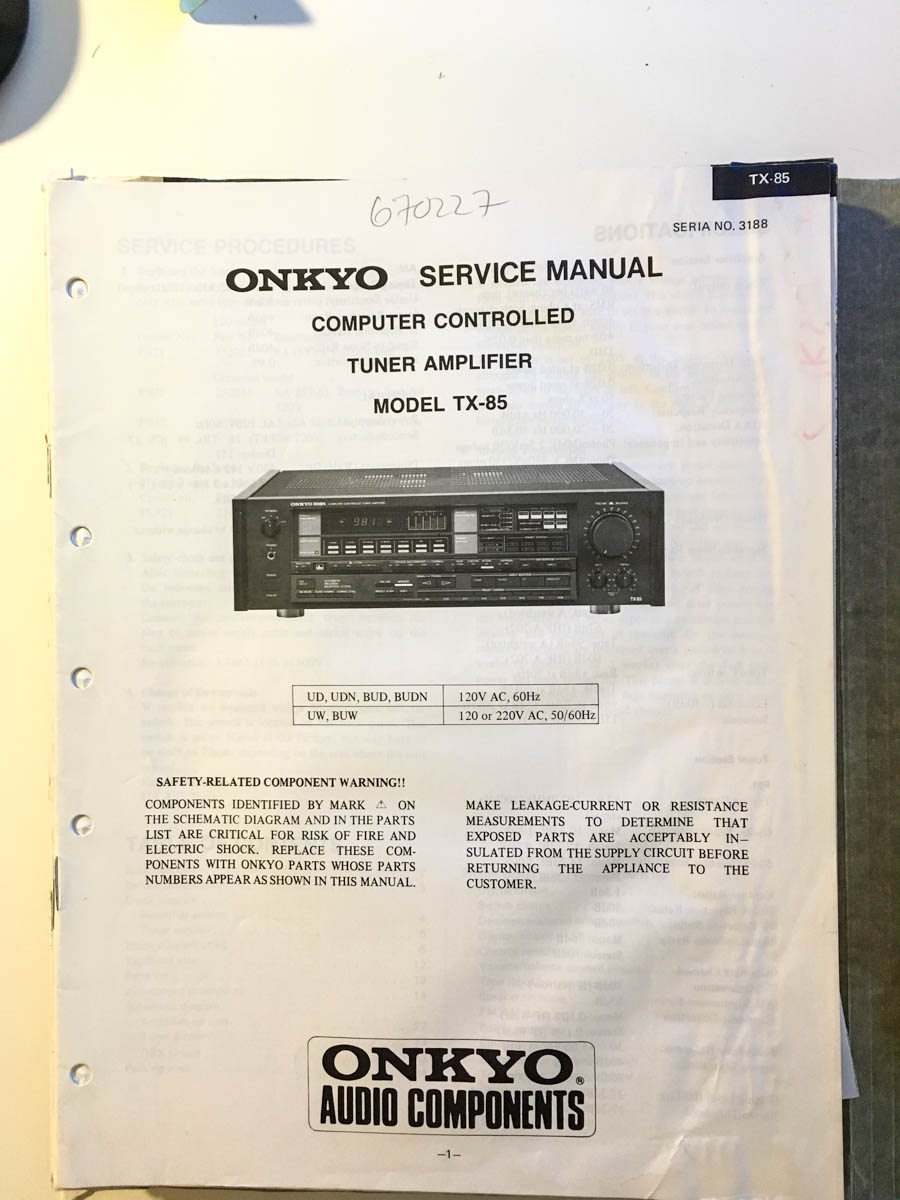 TX-85
670227
SERIA NO. 3188
ONKYO SERVICE MANUAL
COMPUTER CONTROLLED
TUNER AMPLIFIER
MODEL TX-85
ONKYO
981
TX-85
UD, UDN, BUD, BUDN 120V AC, 60Hz
UW, BUW 120 or 220V AC, 50/60Hz
SAFETY-RELATED COMPONENT WARNING!!
COMPONENTS IDENTIFIED BY MARK ⚠ ON
THE SCHEMATIC DIAGRAM AND IN THE PARTS
LIST ARE CRITICAL FOR RISK OF FIRE AND
ELECTRIC SHOCK. REPLACE THESE COM-
PONENTS WITH ONKYO PARTS WHOSE PARTS
NUMBERS APPEAR AS SHOWN IN THIS MANUAL.
MAKE LEAKAGE-CURRENT OR RESISTANCE
MEASUREMENTS TO DETERMINE THAT
EXPOSED PARTS ARE ACCEPTABLY IN-
SULATED FROM THE SUPPLY CIRCUIT BEFORE
RETURNING THE APPLIANCE TO THE
CUSTOMER.
ONKYO®
AUDIO COMPONENTS
—1—